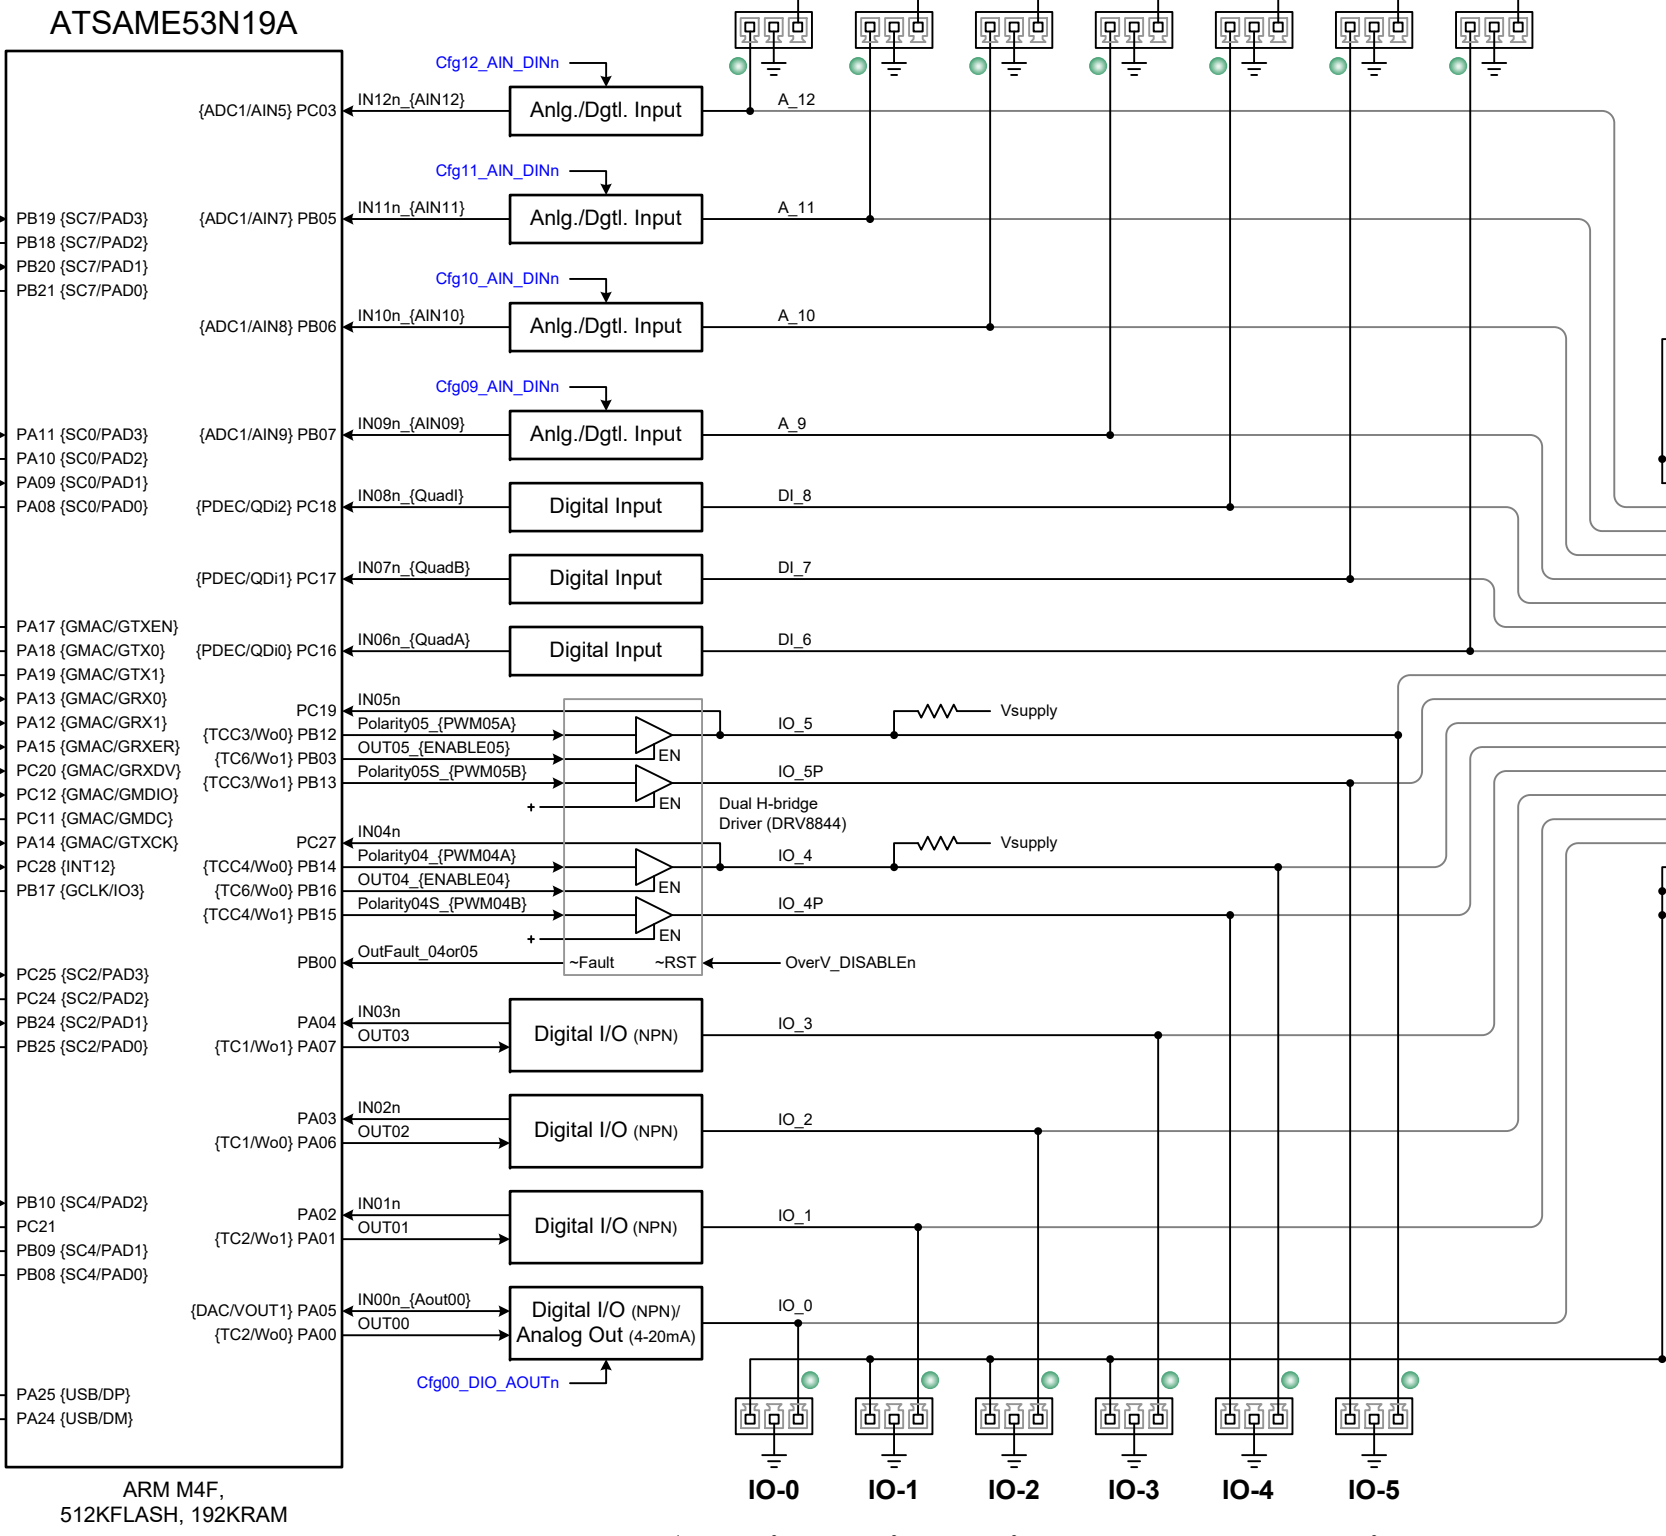 ATSAME53N19A
Cfg12_AIN_DINn
{ADC1/AIN5} PC03
IN12n_{AIN12}
Anlg./Dgtl. Input
A_12
Cfg11_AIN_DINn
PB19 {SC7/PAD3}
{ADC1/AIN7} PB05
IN11n_{AIN11}
Anlg./Dgtl. Input
A_11
PB18 {SC7/PAD2}
PB20 {SC7/PAD1}
PB21 {SC7/PAD0}
Cfg10_AIN_DINn
{ADC1/AIN8} PB06
IN10n_{AIN10}
Anlg./Dgtl. Input
A_10
Cfg09_AIN_DINn
PA11 {SC0/PAD3}
{ADC1/AIN9} PB07
IN09n_{AIN09}
Anlg./Dgtl. Input
A_9
PA10 {SC0/PAD2}
PA09 {SC0/PAD1}
PA08 {SC0/PAD0}
{PDEC/QDi2} PC18
IN08n_{QuadI}
Digital Input
DI_8
{PDEC/QDi1} PC17
IN07n_{QuadB}
Digital Input
DI_7
PA17 {GMAC/GTXEN}
PA18 {GMAC/GTX0}
{PDEC/QDi0} PC16
IN06n_{QuadA}
Digital Input
DI_6
PA19 {GMAC/GTX1}
PA13 {GMAC/GRX0}
PC19
IN05n
Vsupply
PA12 {GMAC/GRX1}
{TCC3/Wo0} PB12
Polarity05_{PWM05A}
IO_5
PA15 {GMAC/GRXER}
{TC6/Wo1} PB03
OUT05_{ENABLE05}
EN
PC20 {GMAC/GRXDV}
{TCC3/Wo1} PB13
Polarity05S_{PWM05B}
IO_5P
PC12 {GMAC/GMDIO}
+
EN
Dual H-bridge
Driver (DRV8844)
PC11 {GMAC/GMDC}
PA14 {GMAC/GTXCK}
PC27
IN04n
Vsupply
PC28 {INT12}
{TCC4/Wo0} PB14
Polarity04_{PWM04A}
IO_4
PB17 {GCLK/IO3}
{TC6/Wo0} PB16
OUT04_{ENABLE04}
EN
{TCC4/Wo1} PB15
Polarity04S_{PWM04B}
IO_4P
+
EN
PB00
OutFault_04or05
~Fault
~RST
OverV_DISABLEn
PC25 {SC2/PAD3}
PC24 {SC2/PAD2}
PB24 {SC2/PAD1}
PA04
IN03n
Digital I/O (NPN)
IO_3
PB25 {SC2/PAD0}
{TC1/Wo1} PA07
OUT03
PA03
IN02n
Digital I/O (NPN)
IO_2
{TC1/Wo0} PA06
OUT02
PB10 {SC4/PAD2}
PC21
PA02
IN01n
Digital I/O (NPN)
IO_1
PB09 {SC4/PAD1}
{TC2/Wo1} PA01
OUT01
PB08 {SC4/PAD0}
{DAC/VOUT1} PA05
IN00n_{Aout00}
Digital I/O (NPN)/
Analog Out (4-20mA)
IO_0
{TC2/Wo0} PA00
OUT00
Cfg00_DIO_AOUTn
PA25 {USB/DP}
PA24 {USB/DM}
ARM M4F,
512KFLASH, 192KRAM
IO-0
IO-1
IO-2
IO-3
IO-4
IO-5